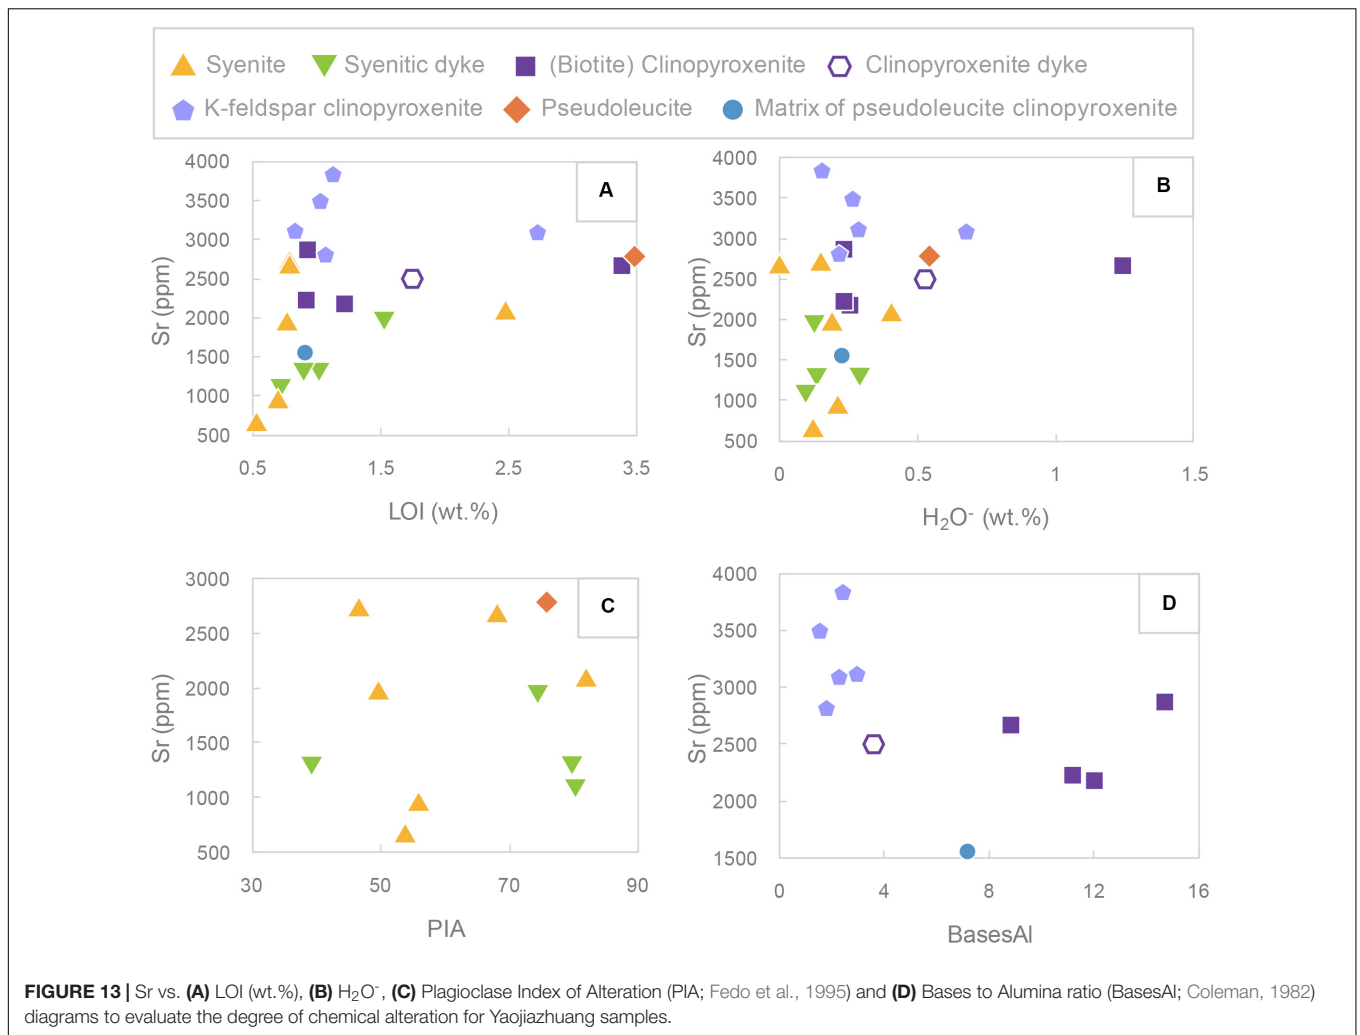 Syenite Syenitic dyke (Biotite) Clinopyroxenite Clinopyroxenite dyke
K-feldspar clinopyroxenite Pseudoleucite Matrix of pseudoleucite clinopyroxenite
A
4000
3500
3000
2500
2000
1500
1000
500
Sr (ppm)
0.5 1.5 2.5 3.5
LOI (wt.%)
B
4000
3500
3000
2500
2000
1500
1000
500
Sr (ppm)
0 0.5 1 1.5
H₂O⁻ (wt.%)
C
3000
2500
2000
1500
1000
500
Sr (ppm)
30 50 70 90
PIA
D
4000
3500
3000
2500
2000
1500
Sr (ppm)
0 4 8 12 16
BasesAl
FIGURE 13 | Sr vs. (A) LOI (wt.%), (B) H₂O⁻, (C) Plagioclase Index of Alteration (PIA; Fedo et al., 1995) and (D) Bases to Alumina ratio (BasesAl; Coleman, 1982)
diagrams to evaluate the degree of chemical alteration for Yaojiazhuang samples.